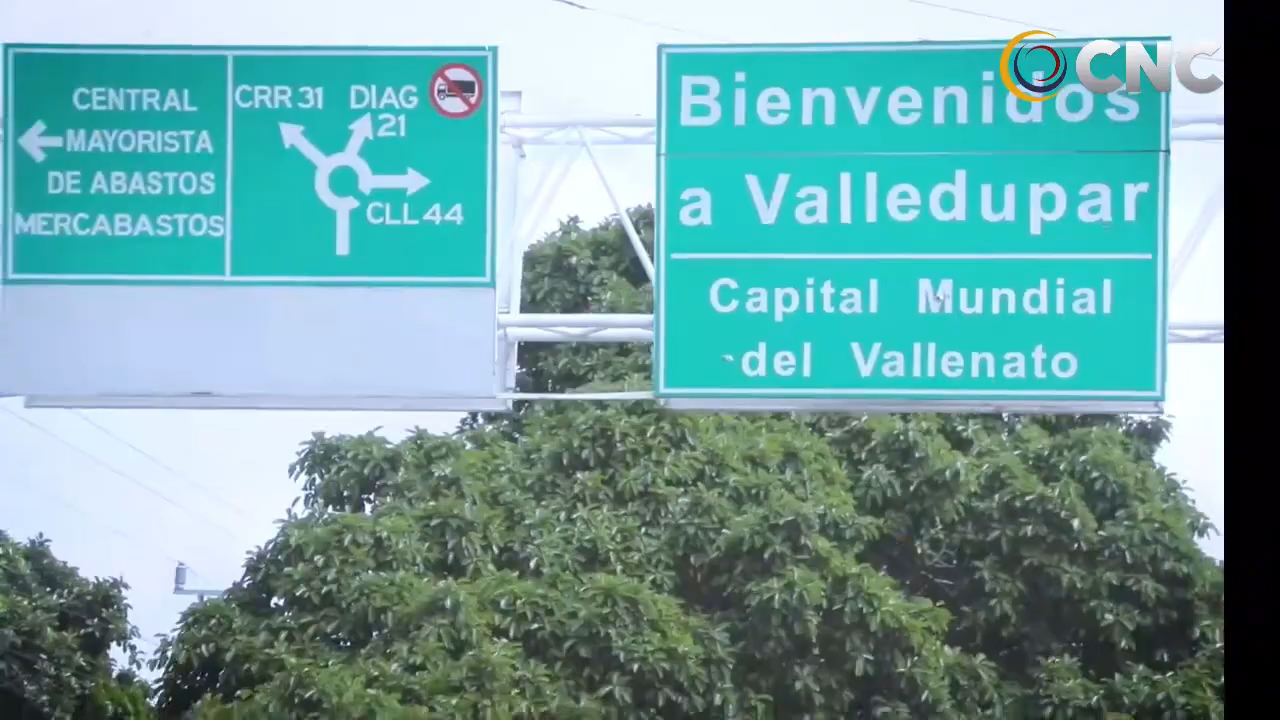 CENTRAL
MAYORISTA
DE ABASTOS
MERCABASTOS
CRR 31
DIAG
21
CLL 44
Bienvenidos
a Valledupar
Capital Mundial
del Vallenato
CNC